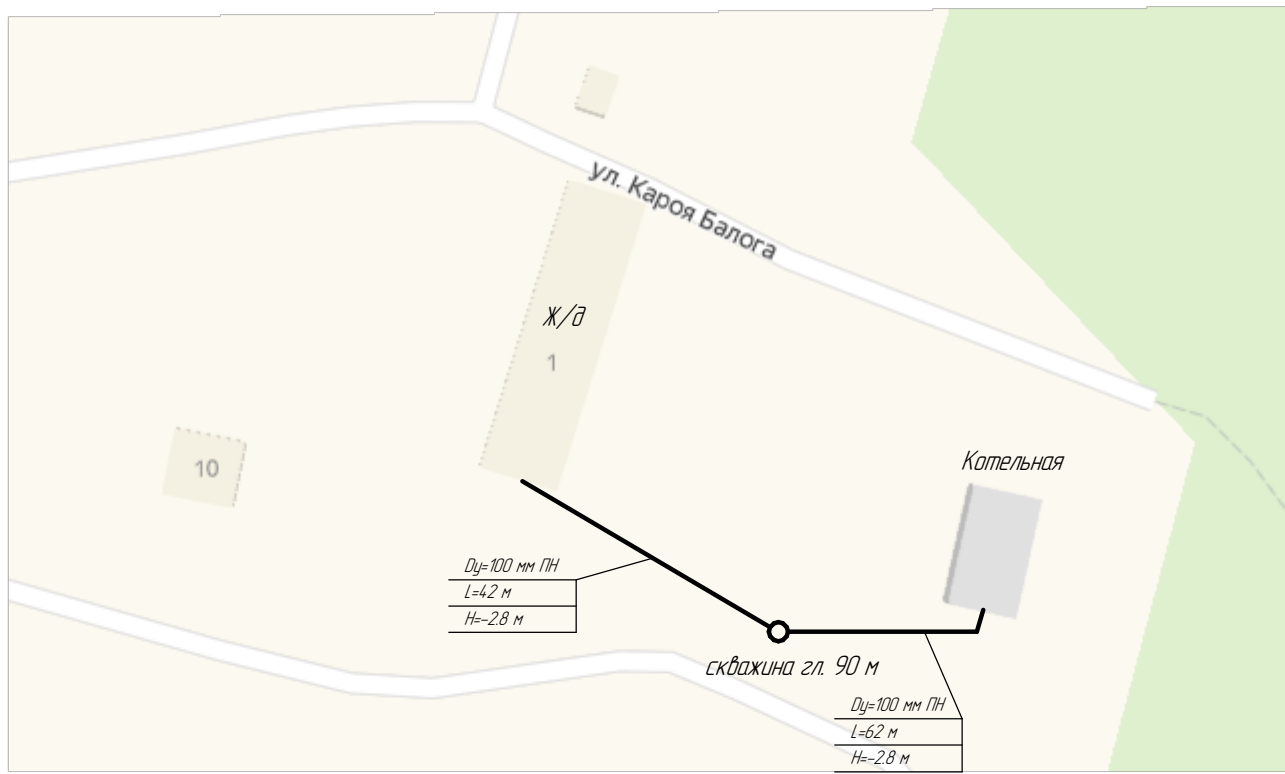 ул. Кароя Балога
Ж/д
1
10
Котельная
Dy=100 мм ПН
L=42 м
H=-2.8 м
скважина гл. 90 м
Dy=100 мм ПН
L=62 м
H=-2.8 м